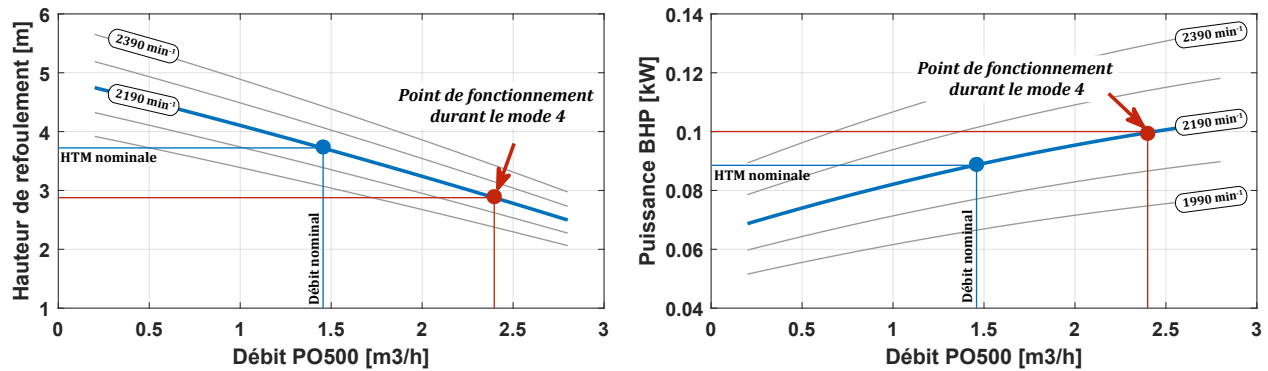 Hauteur de refoulement [m]
6
5
4
3
2
1
2390 min-1
2190 min-1
Point de fonctionnement
durant le mode 4
HTM nominale
Débit nominal
0
0.5
1
1.5
2
2.5
3
Débit PO500 [m3/h]
Puissance BHP [kW]
0.14
0.12
0.1
0.08
0.06
0.04
2390 min-1
Point de fonctionnement
durant le mode 4
2190 min-1
HTM nominale
1990 min-1
Débit nominal
0
0.5
1
1.5
2
2.5
3
Débit PO500 [m3/h]